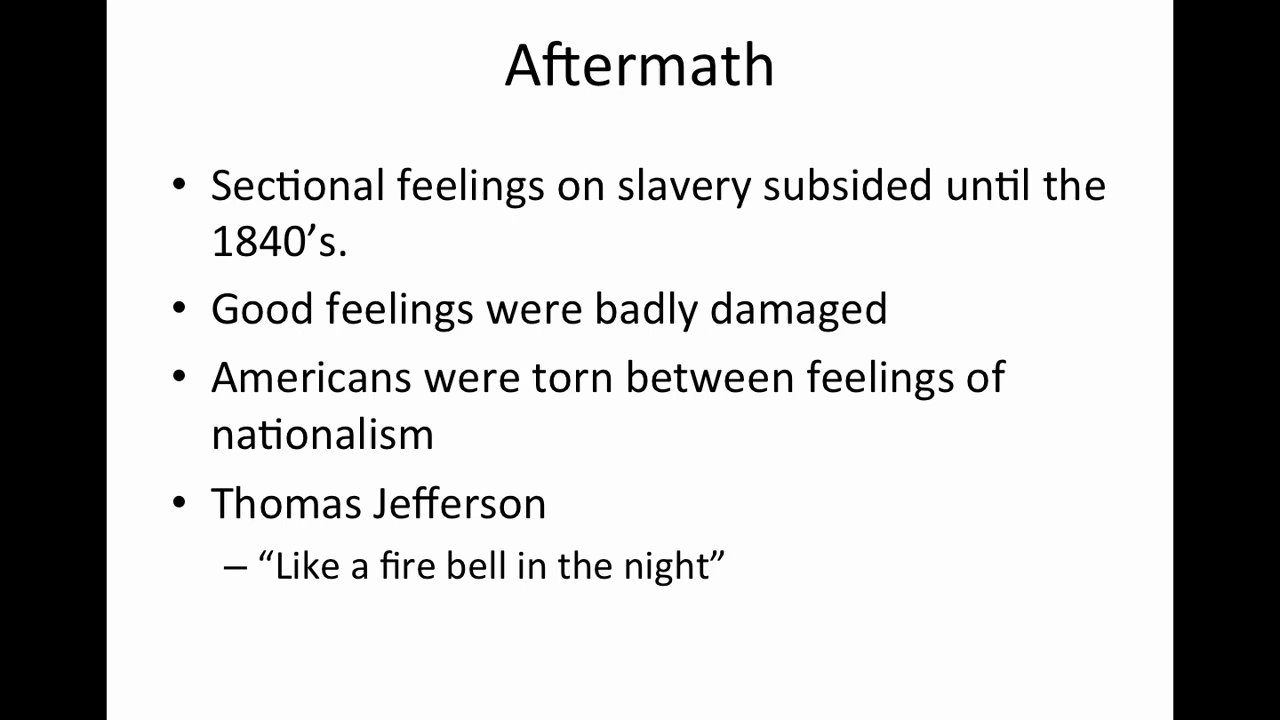 Aftermath
• Sectional feelings on slavery subsided until the
1840’s.
• Good feelings were badly damaged
• Americans were torn between feelings of
nationalism
• Thomas Jefferson
– “Like a fire bell in the night”